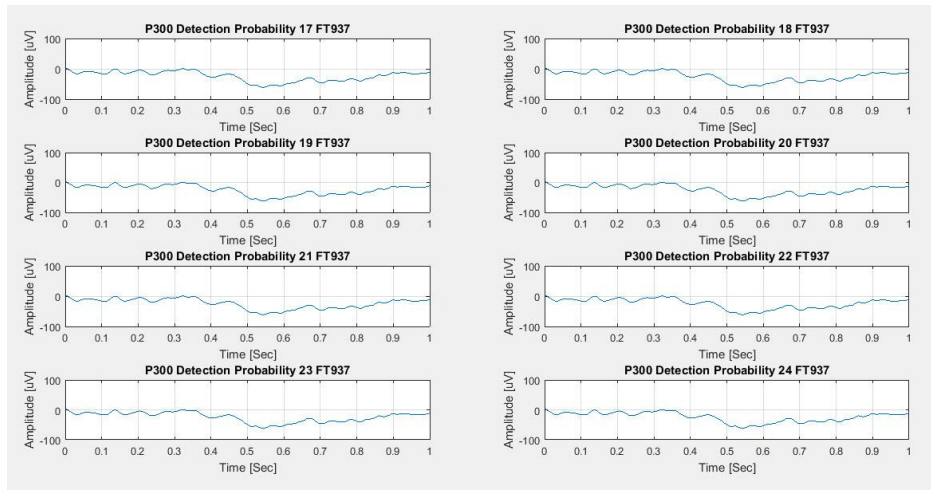 P300 Detection Probability 17 FT937
100
0
-100
Amplitude [uV]
0 0.1 0.2 0.3 0.4 0.5 0.6 0.7 0.8 0.9 1
Time [Sec]
P300 Detection Probability 18 FT937
100
0
-100
Amplitude [uV]
0 0.1 0.2 0.3 0.4 0.5 0.6 0.7 0.8 0.9 1
Time [Sec]
P300 Detection Probability 19 FT937
100
0
-100
Amplitude [uV]
0 0.1 0.2 0.3 0.4 0.5 0.6 0.7 0.8 0.9 1
Time [Sec]
P300 Detection Probability 20 FT937
100
0
-100
Amplitude [uV]
0 0.1 0.2 0.3 0.4 0.5 0.6 0.7 0.8 0.9 1
Time [Sec]
P300 Detection Probability 21 FT937
100
0
-100
Amplitude [uV]
0 0.1 0.2 0.3 0.4 0.5 0.6 0.7 0.8 0.9 1
Time [Sec]
P300 Detection Probability 22 FT937
100
0
-100
Amplitude [uV]
0 0.1 0.2 0.3 0.4 0.5 0.6 0.7 0.8 0.9 1
Time [Sec]
P300 Detection Probability 23 FT937
100
0
-100
Amplitude [uV]
0 0.1 0.2 0.3 0.4 0.5 0.6 0.7 0.8 0.9 1
Time [Sec]
P300 Detection Probability 24 FT937
100
0
-100
Amplitude [uV]
0 0.1 0.2 0.3 0.4 0.5 0.6 0.7 0.8 0.9 1
Time [Sec]